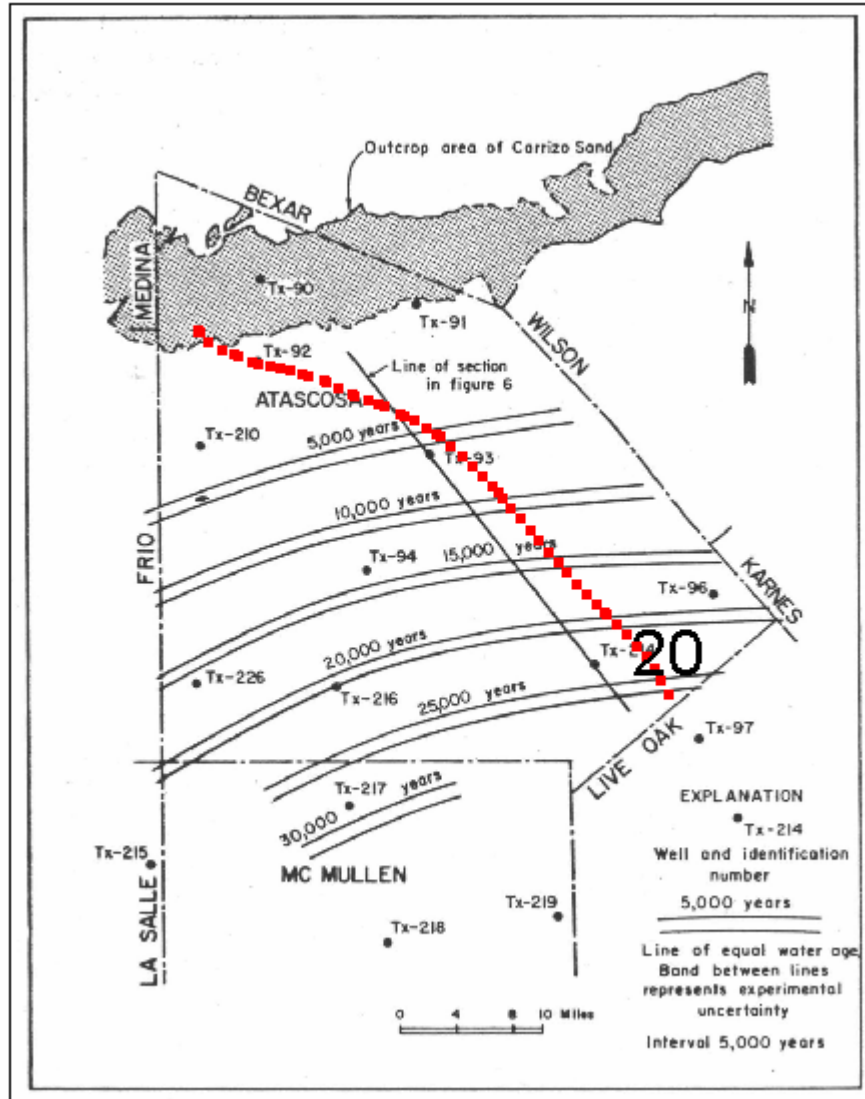 Outcrop area of Carrizo Sand
BEXAR
MEDINA
Tx-90
N
Tx-91
WILSON
Tx-92
Line of section
in figure 6
ATASCOSA
Tx-210
5,000 years
Tx-93
10,000 years
FRIO
Tx-94
15,000 years
Tx-96
KARNES
20,000 years
20
Tx-226
Tx-216
25,000 years
Tx-97
LIVE OAK
Tx-217
30,000 years
EXPLANATION
Tx-214
Well and identification
number
5,000 years
Line of equal water age,
Band between lines
represents experimental
uncertainty
Interval 5,000 years
Tx-215
MC MULLEN
LA SALLE
Tx-219
Tx-218
0 4 8 10 Miles